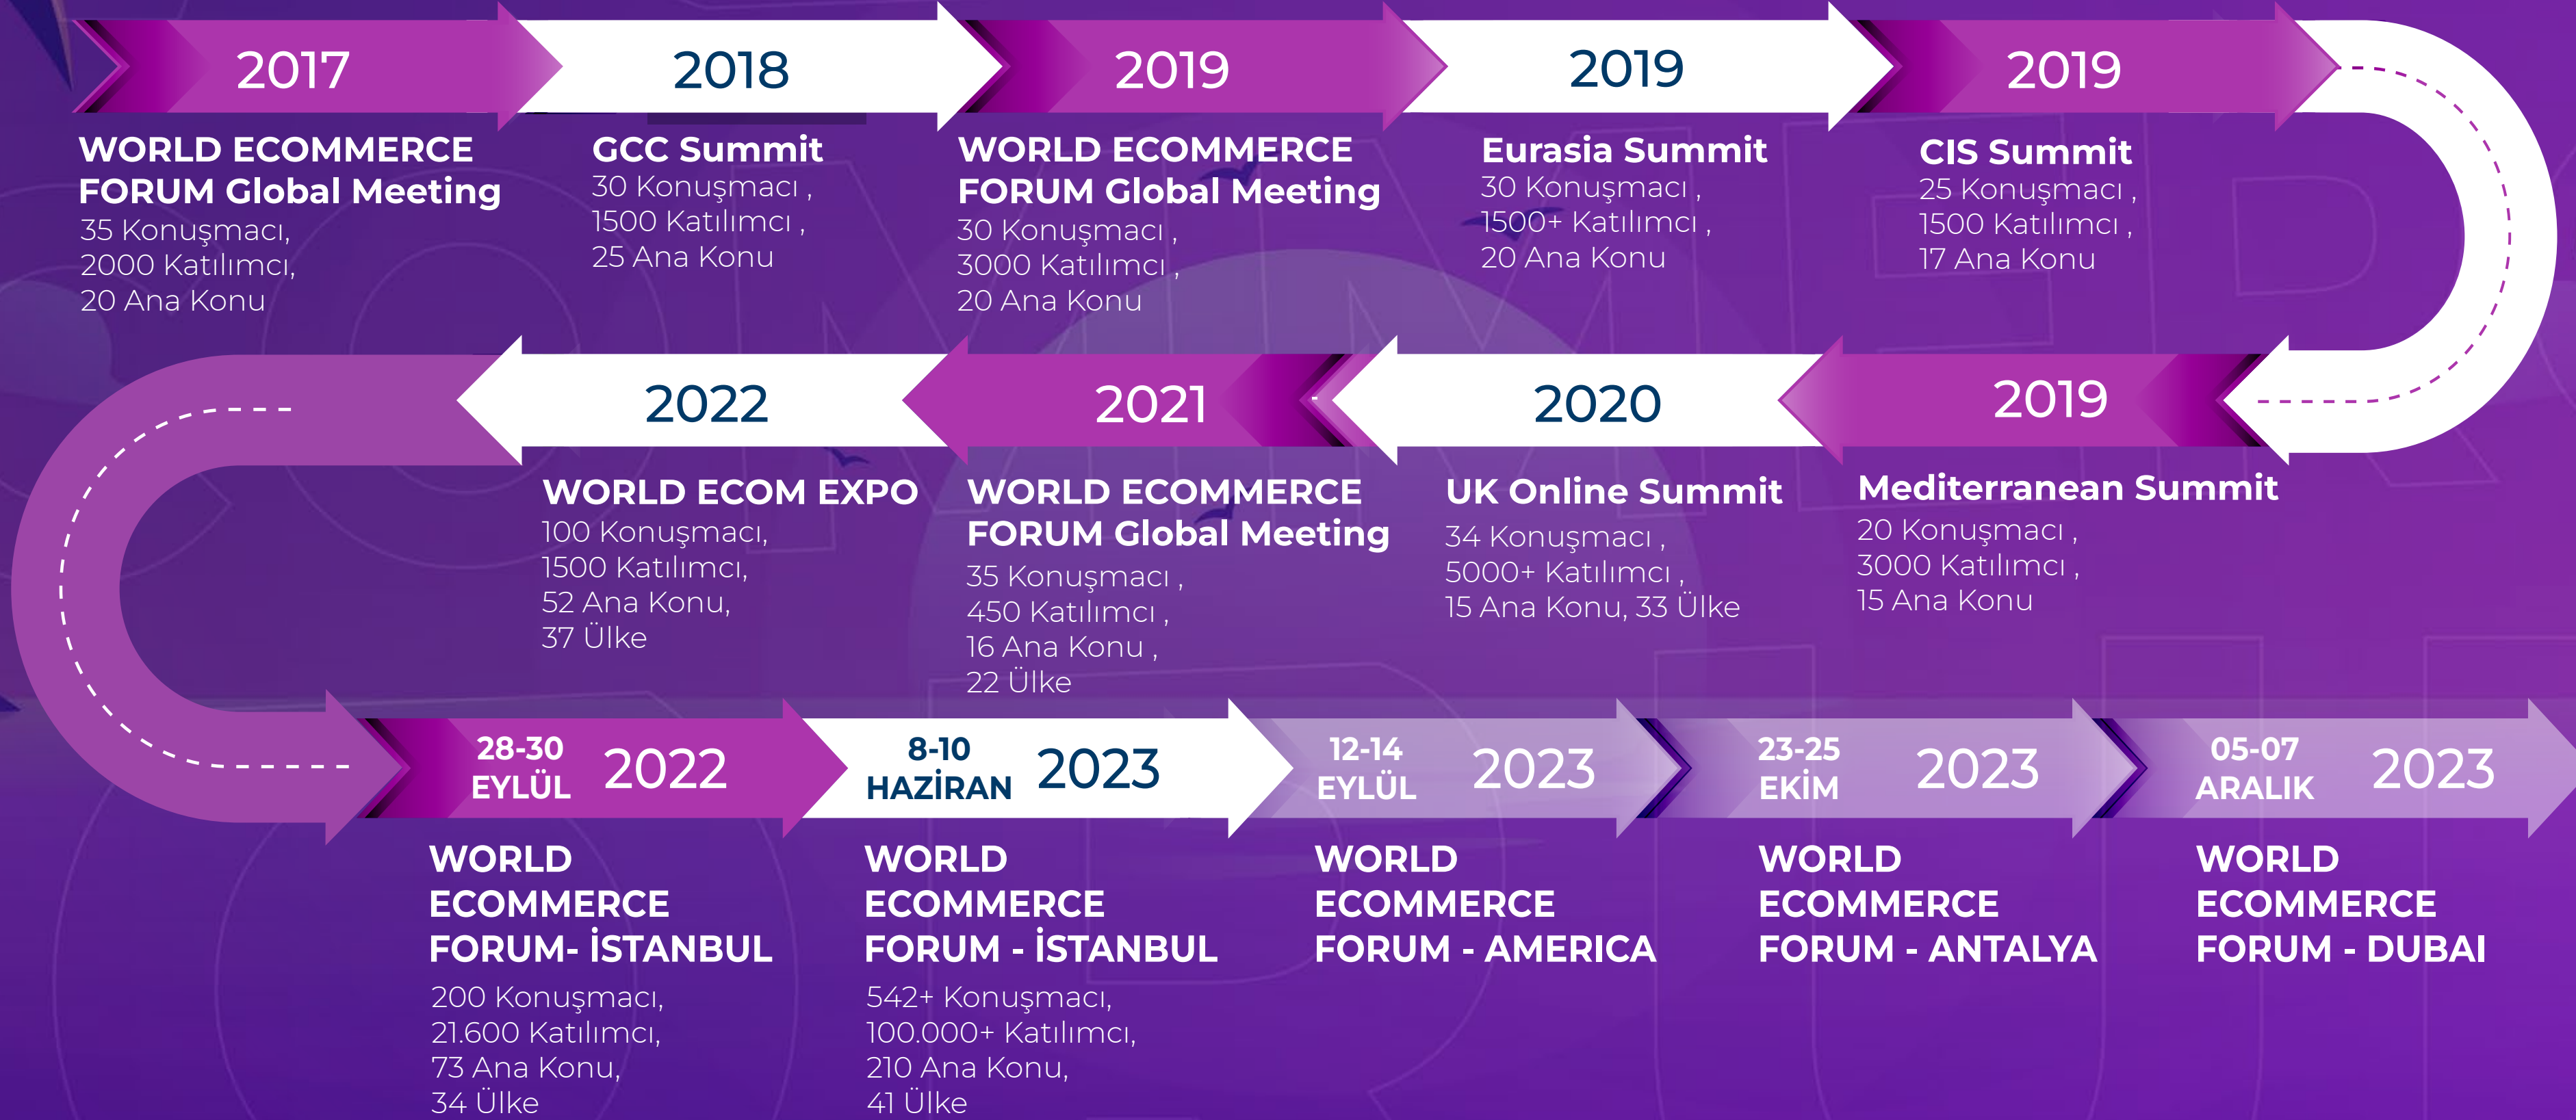 2017
WORLD ECOMMERCE
FORUM Global Meeting
35 Konuşmacı,
2000 Katılımcı,
20 Ana Konu
2018
GCC Summit
30 Konuşmacı ,
1500 Katılımcı ,
25 Ana Konu
2019
WORLD ECOMMERCE
FORUM Global Meeting
30 Konuşmacı ,
3000 Katılımcı ,
20 Ana Konu
2019
Eurasia Summit
30 Konuşmacı ,
1500+ Katılımcı ,
20 Ana Konu
2019
CIS Summit
25 Konuşmacı ,
1500 Katılımcı ,
17 Ana Konu
2019
Mediterranean Summit
20 Konuşmacı ,
3000 Katılımcı ,
15 Ana Konu
2020
UK Online Summit
34 Konuşmacı ,
5000+ Katılımcı ,
15 Ana Konu, 33 Ülke
2021
WORLD ECOMMERCE
FORUM Global Meeting
35 Konuşmacı ,
450 Katılımcı ,
16 Ana Konu ,
22 Ülke
2022
WORLD ECOM EXPO
100 Konuşmacı,
1500 Katılımcı,
52 Ana Konu,
37 Ülke
28-30
EYLÜL
2022
WORLD
ECOMMERCE
FORUM- İSTANBUL
200 Konuşmacı,
21.600 Katılımcı,
73 Ana Konu,
34 Ülke
8-10
HAZİRAN
2023
WORLD
ECOMMERCE
FORUM - İSTANBUL
542+ Konuşmacı,
100.000+ Katılımcı,
210 Ana Konu,
41 Ülke
12-14
EYLÜL
2023
WORLD
ECOMMERCE
FORUM - AMERICA
23-25
EKİM
2023
WORLD
ECOMMERCE
FORUM - ANTALYA
05-07
ARALIK
2023
WORLD
ECOMMERCE
FORUM - DUBAI